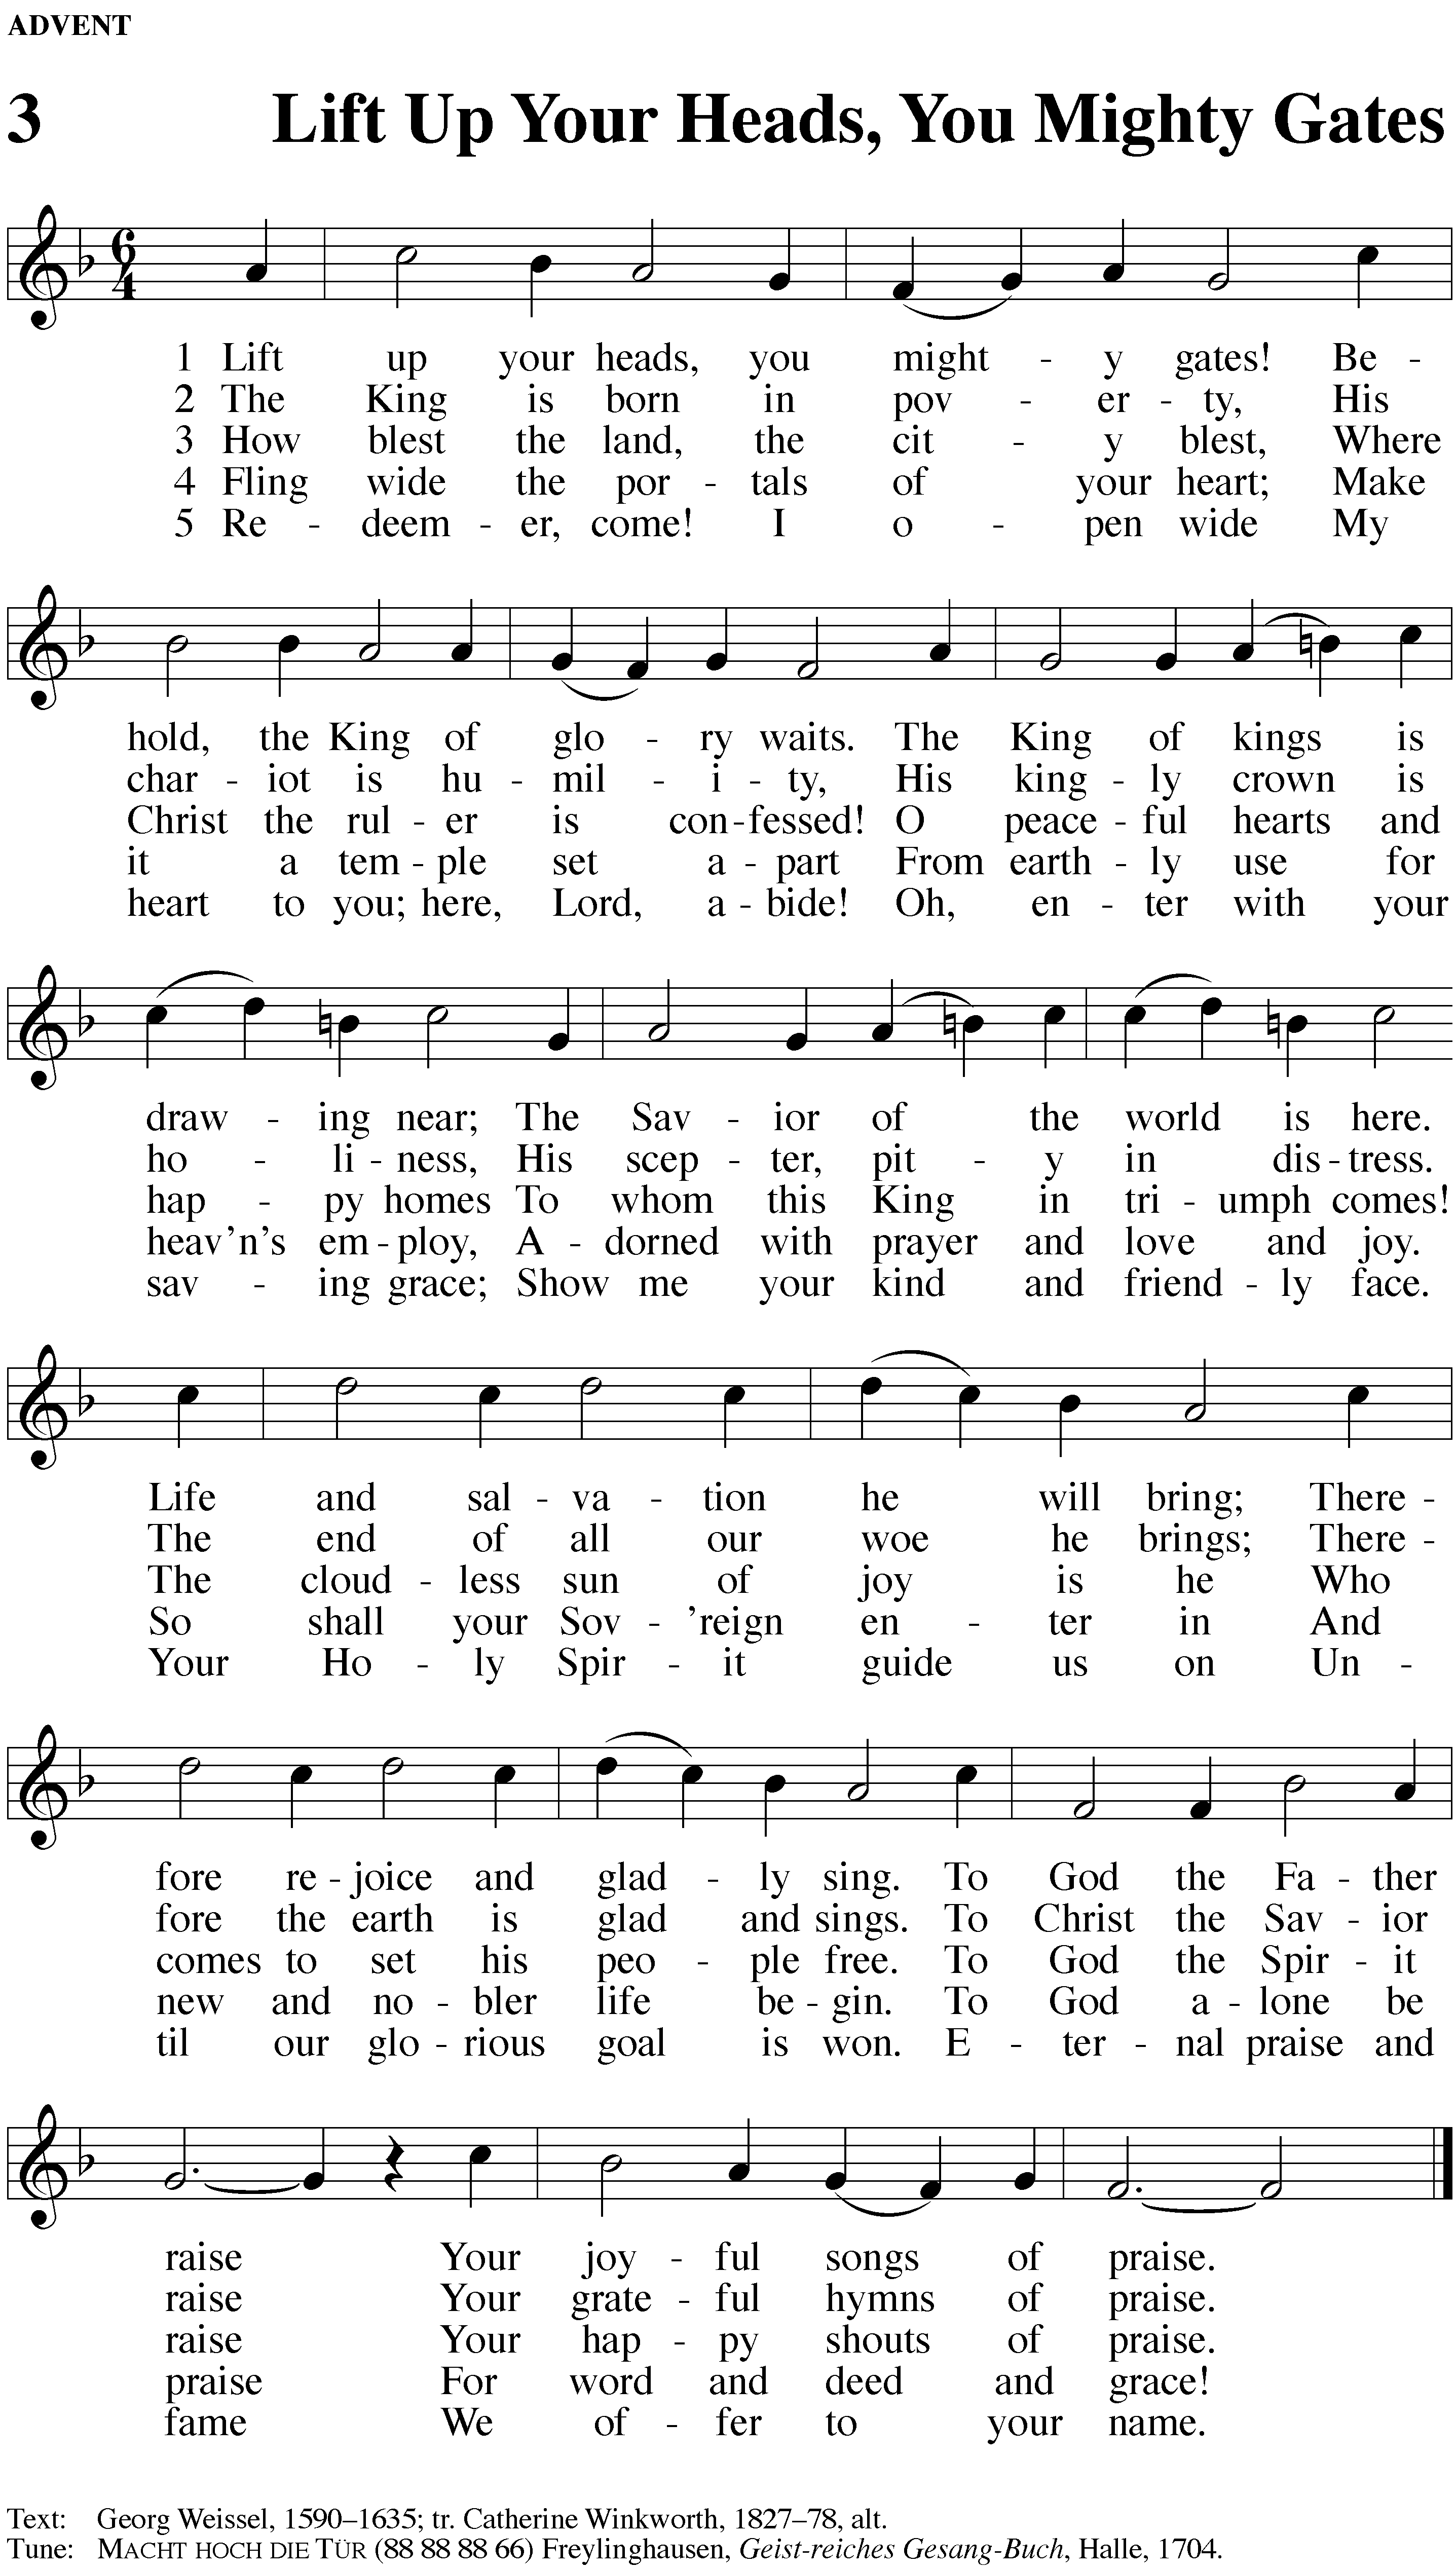 ADVENT
3 Lift Up Your Heads, You Mighty Gates
6
4
1 Lift up your heads, you might - y gates! Be -
2 The King is born in pov - er - ty, His
3 How blest the land, the cit - y blest, Where
4 Fling wide the por - tals of your heart; Make
5 Re - deem - er, come! I o - pen wide My
hold, the King of glo - ry waits. The King of kings is
char - iot is hu - mil - i - ty, His king - ly crown is
Christ the rul - er is con - fessed! O peace - ful hearts and
it a tem - ple set a - part From earth - ly use for
heart to you; here, Lord, a - bide! Oh, en - ter with your
draw - ing near; The Sav - ior of the world is here.
ho - li - ness, His scep - ter, pit - y in dis - tress.
hap - py homes To whom this King in tri - umph comes!
heav'n's em - ploy, A - dorned with prayer and love and joy.
sav - ing grace; Show me your kind and friend - ly face.
Life and sal - va - tion he will bring; There -
The end of all our woe he brings; There -
The cloud - less sun of joy is he Who
So shall your Sov - 'reign en - ter in And
Your Ho - ly Spir - it guide us on Un -
fore re - joice and glad - ly sing. To God the Fa - ther
fore the earth is glad and sings. To Christ the Sav - ior
comes to set his peo - ple free. To God the Spir - it
new and no - bler life be - gin. To God a - lone be
til our glo - rious goal is won. E - ter - nal praise and
raise Your joy - ful songs of praise.
raise Your grate - ful hymns of praise.
raise Your hap - py shouts of praise.
praise For word and deed and grace!
fame We of - fer to your name.
Text: Georg Weissel, 1590–1635; tr. Catherine Winkworth, 1827–78, alt.
Tune: MACHT HOCH DIE TÜR (88 88 88 66) Freylinghausen, Geist-reiches Gesang-Buch, Halle, 1704.